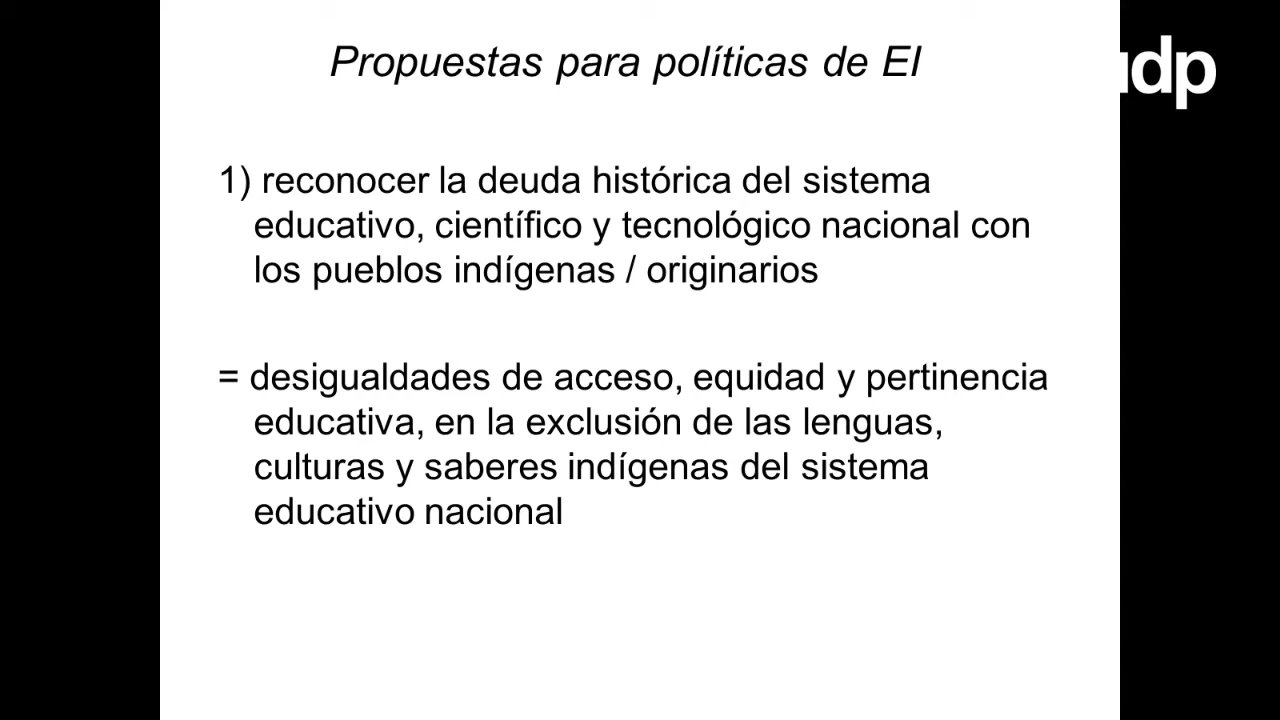 Propuestas para políticas de EI
udp
1) reconocer la deuda histórica del sistema
educativo, científico y tecnológico nacional con
los pueblos indígenas / originarios
= desigualdades de acceso, equidad y pertinencia
educativa, en la exclusión de las lenguas,
culturas y saberes indígenas del sistema
educativo nacional